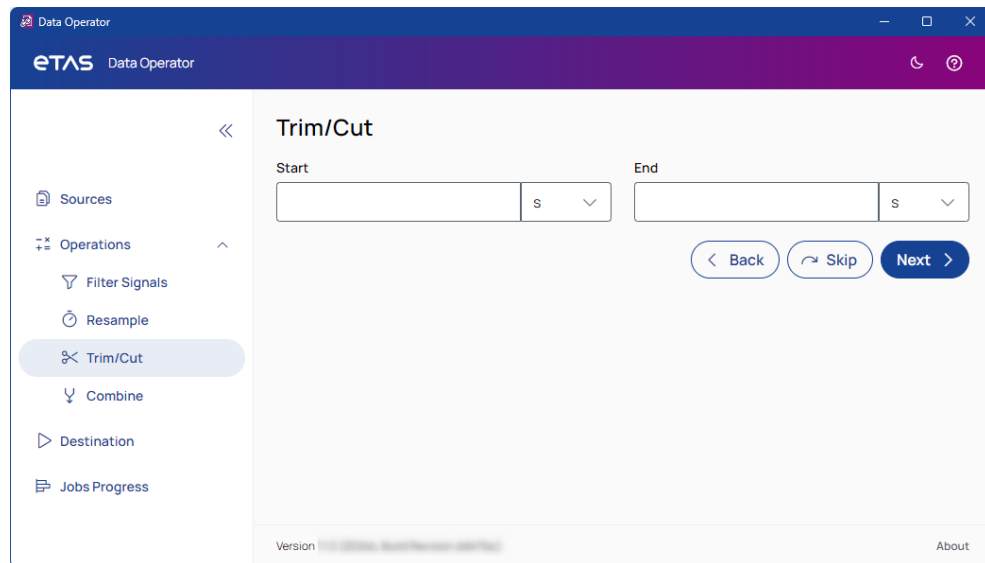 Data Operator
ETAS Data Operator
Trim/Cut
Start End
s s
Back Skip Next
Sources
Operations
Filter Signals
Resample
Trim/Cut
Combine
Destination
Jobs Progress
Version
About